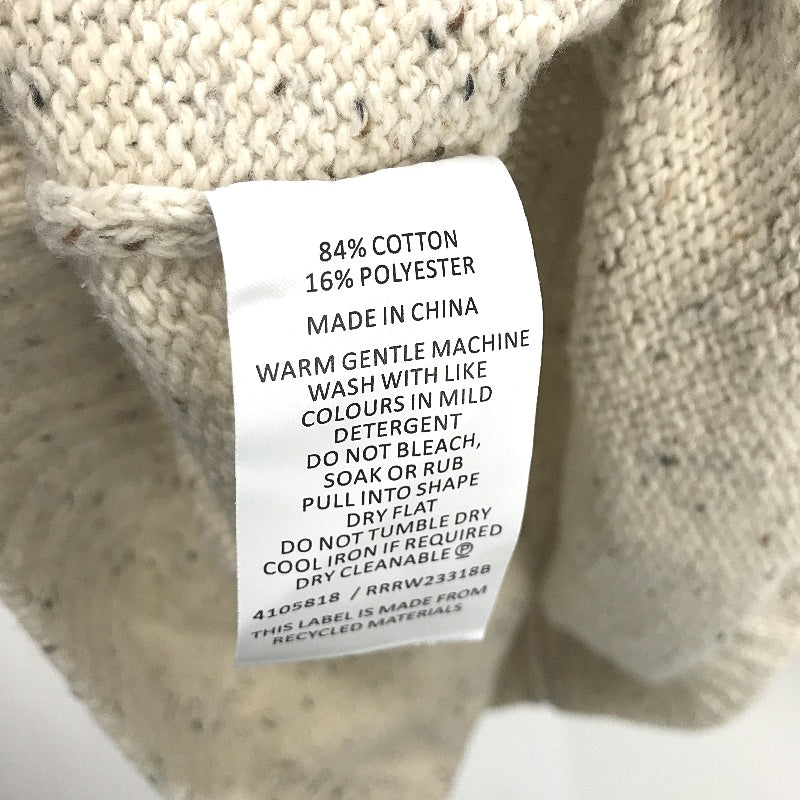 84% COTTON
16% POLYESTER
MADE IN CHINA
WARM GENTLE MACHINE
WASH WITH LIKE
COLOURS IN MILD
DETERGENT
DO NOT BLEACH,
SOAK OR RUB
PULL INTO SHAPE
DRY FLAT
DO NOT TUMBLE DRY
COOL IRON IF REQUIRED
DRY CLEANABLE Ⓟ
4105818 / RRRW23318B
THIS LABEL IS MADE FROM
RECYCLED MATERIALS